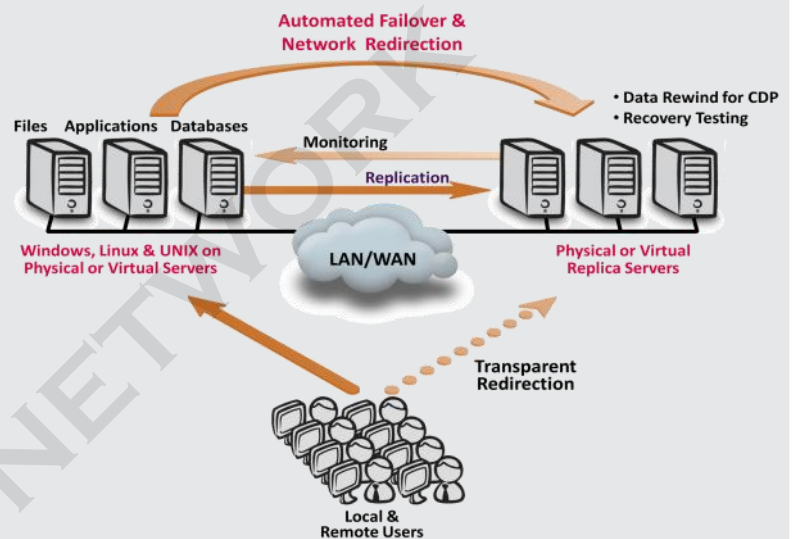 Automated Failover &
Network Redirection
• Data Rewind for CDP
• Recovery Testing
Files Applications Databases
Monitoring
Replication
LAN/WAN
Windows, Linux & UNIX on
Physical or Virtual Servers
Physical or Virtual
Replica Servers
Transparent
Redirection
Local &
Remote Users
NETWORK